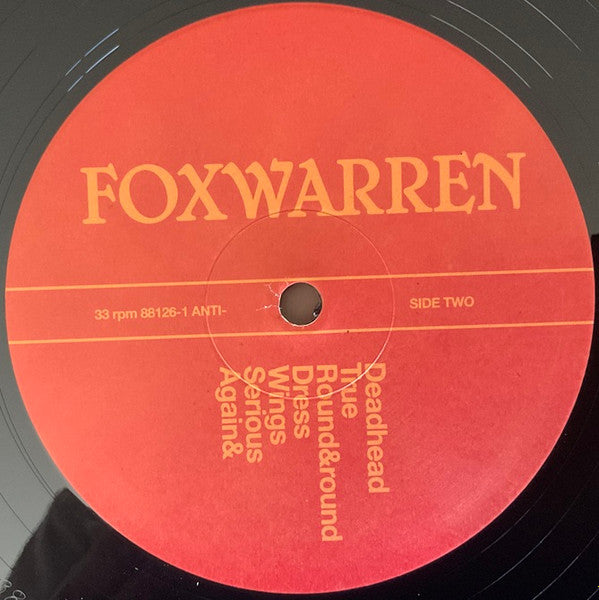 FOXWARREN
33 rpm 88126-1 ANTI-
SIDE TWO
Deadhead
True
Round&round
Dress
Wings
Serious
Again&